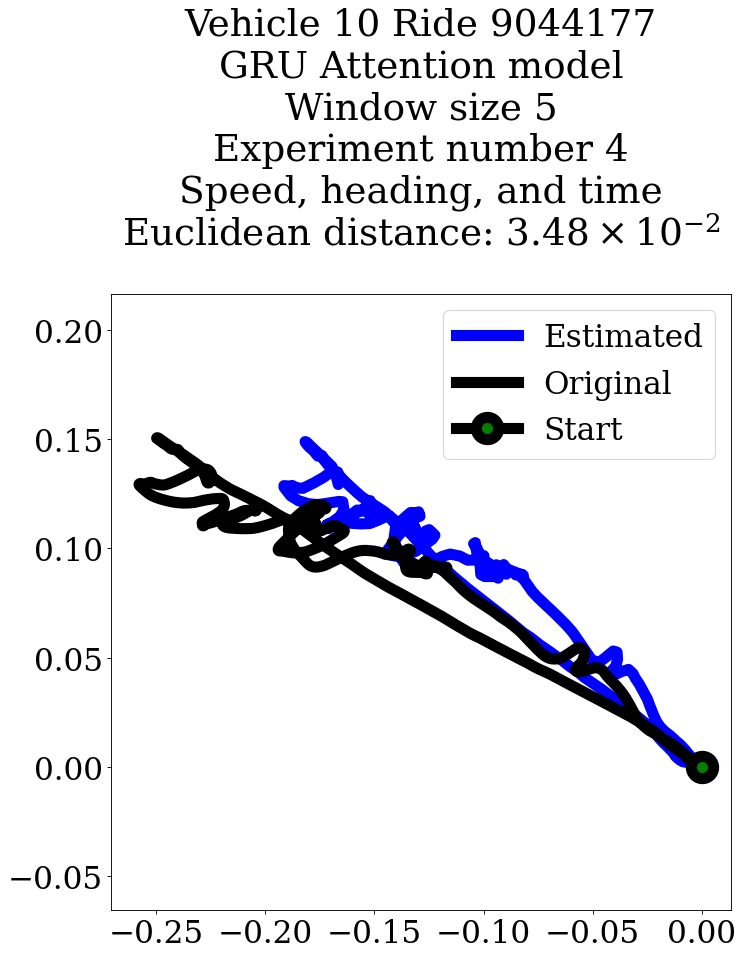 Vehicle 10 Ride 9044177
GRU Attention model
Window size 5
Experiment number 4
Speed, heading, and time
Euclidean distance: 3.48 × 10⁻²
Estimated
Original
Start
0.20
0.15
0.10
0.05
0.00
−0.05
−0.25 −0.20 −0.15 −0.10 −0.05 0.00